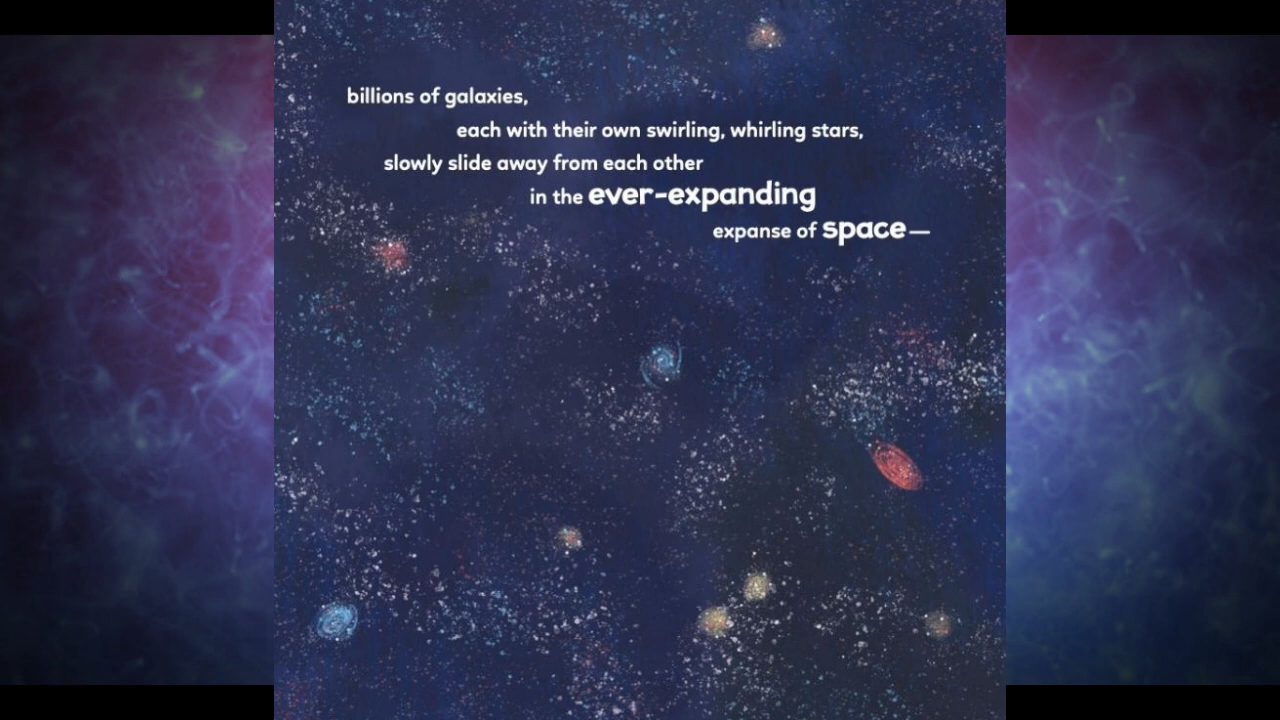 billions of galaxies,
each with their own swirling, whirling stars,
slowly slide away from each other
in the ever-expanding
expanse of space—